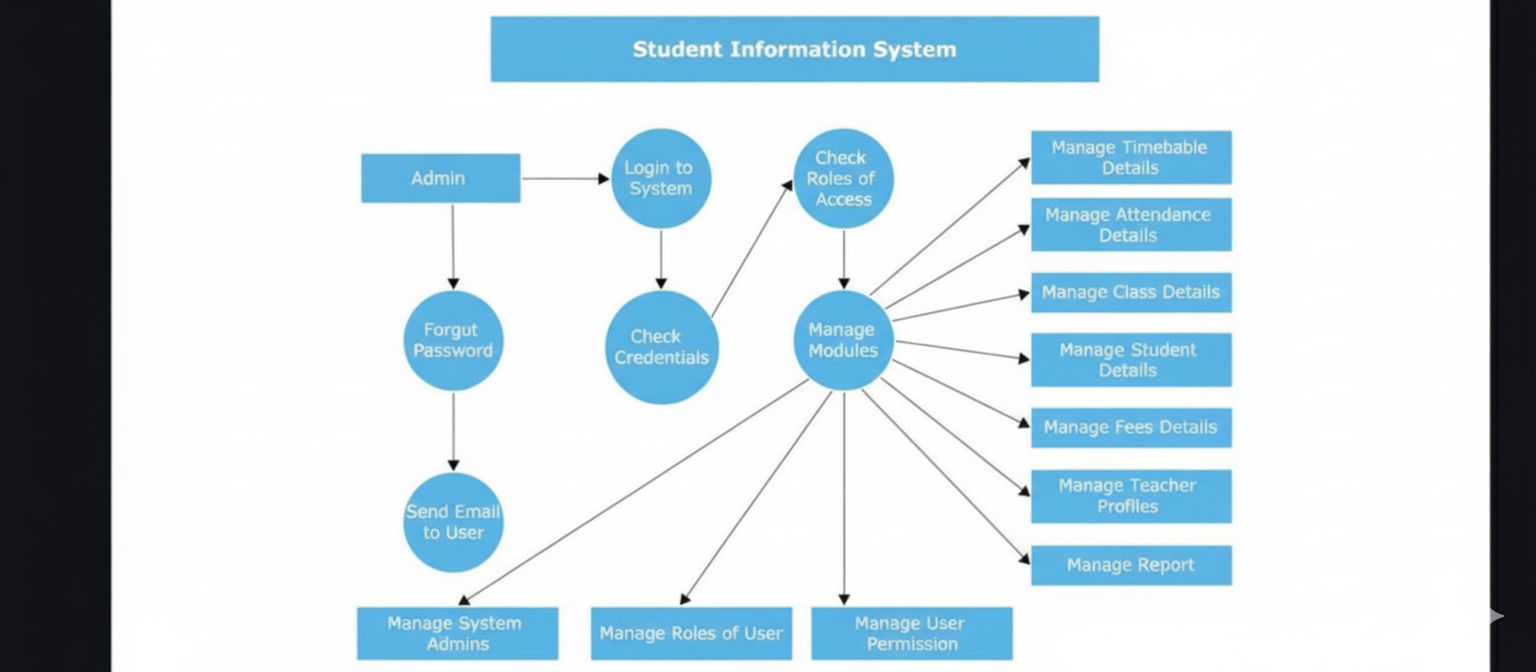 Student Information System
Admin
Login to
System
Check
Roles of
Access
Manage Timebable
Details
Manage Attendance
Details
Manage Class Details
Forgut
Password
Check
Credentials
Manage
Modules
Manage Student
Details
Manage Fees Details
Manage Teacher
Profiles
Send Email
to User
Manage Report
Manage System
Admins
Manage Roles of User
Manage User
Permission